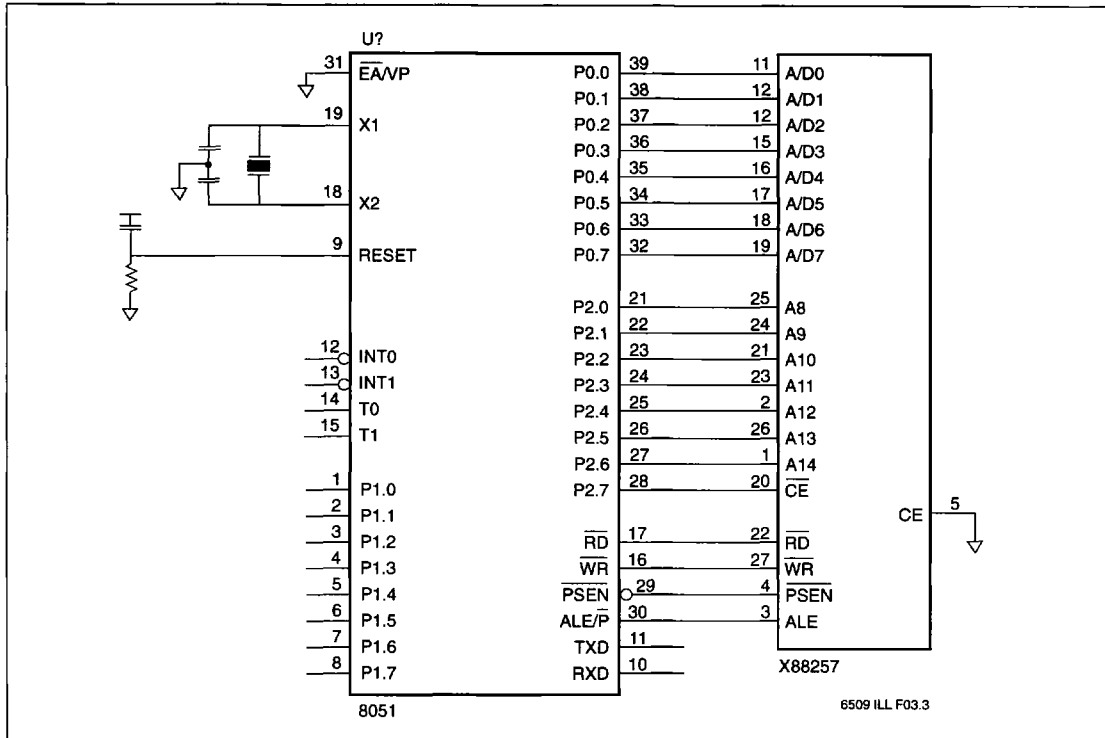 U?
31 EA/VP P0.0 39 11 A/D0
P0.1 38 12 A/D1
19 X1 P0.2 37 12 A/D2
P0.3 36 15 A/D3
P0.4 35 16 A/D4
18 X2 P0.5 34 17 A/D5
P0.6 33 18 A/D6
9 RESET P0.7 32 19 A/D7
P2.0 21 25 A8
P2.1 22 24 A9
12 INT0 P2.2 23 21 A10
13 INT1 P2.3 24 23 A11
14 T0 P2.4 25 2 A12
15 T1 P2.5 26 26 A13
P2.6 27 1 A14
1 P1.0 P2.7 28 20 CE
2 P1.1 CE 5
3 P1.2 RD 17 22 RD
4 P1.3 WR 16 27 WR
5 P1.4 PSEN 29 4 PSEN
6 P1.5 ALE/P 30 3 ALE
7 P1.6 TXD 11
8 P1.7 RXD 10
X88257
8051
6509 ILL F03.3